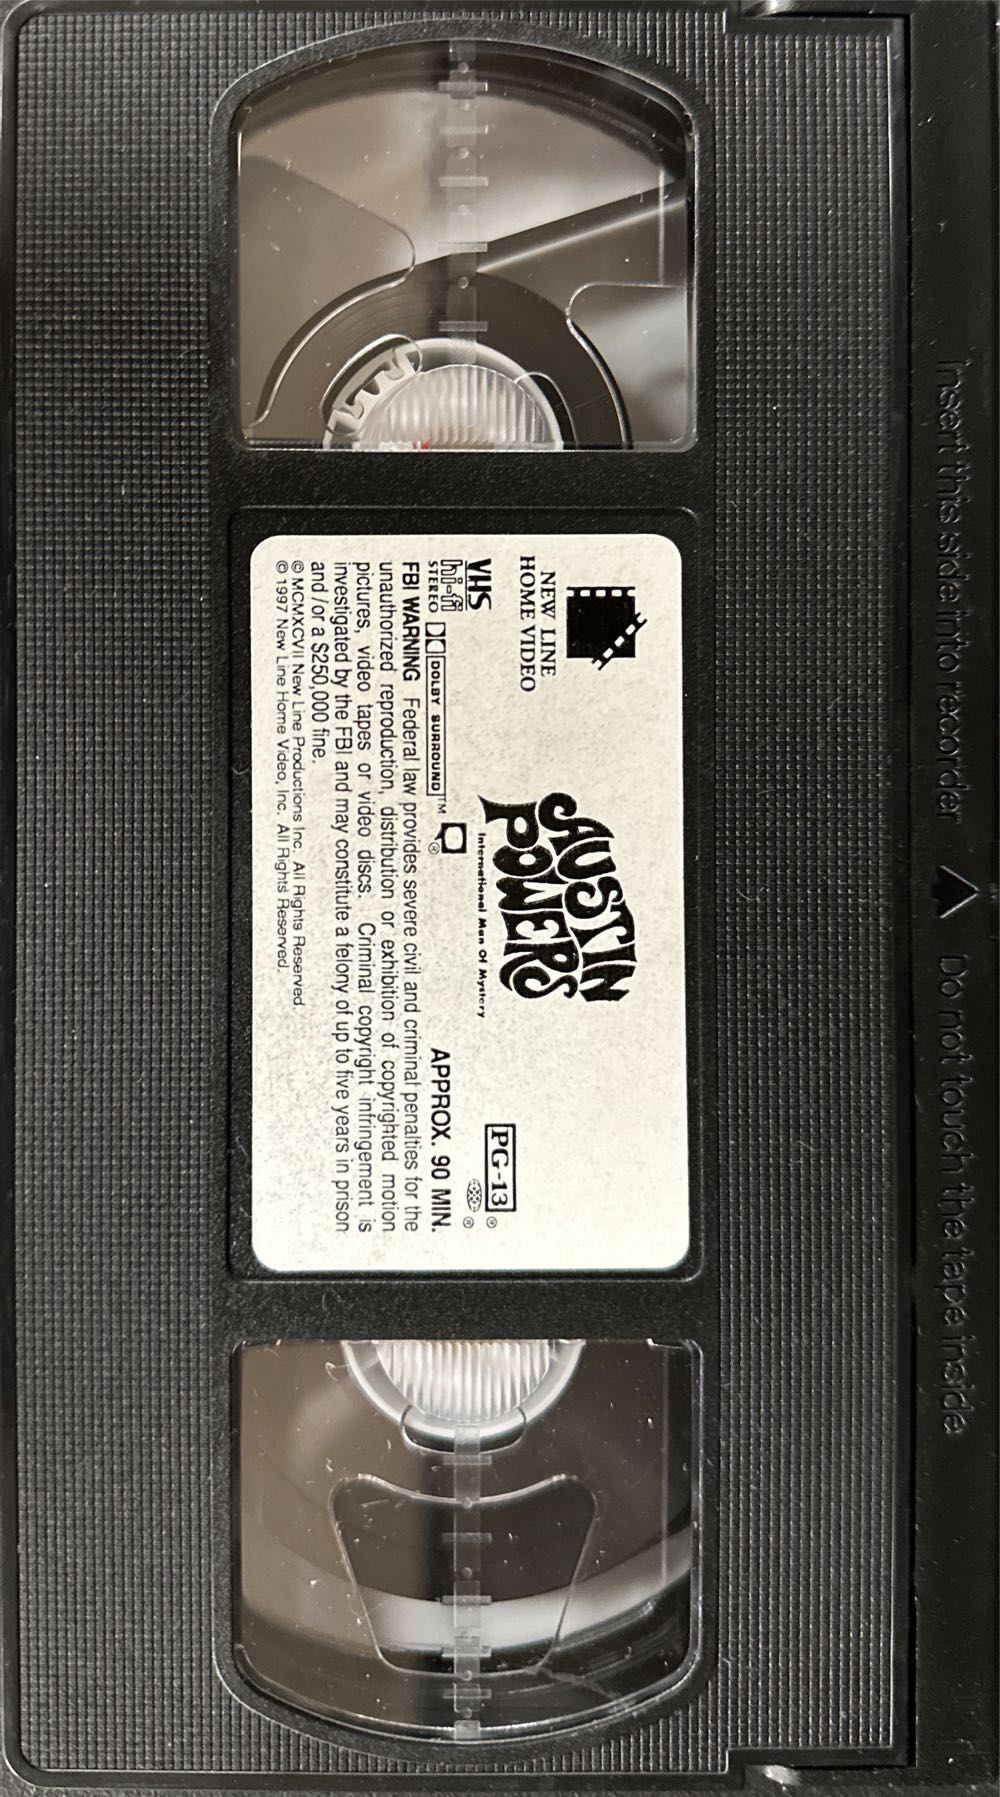 Insert this side into recorder Do not touch the tape inside
NEW LINE
HOME VIDEO
AUSTIN
POWERS
International Man Of Mystery
PG-13
®
®
VHS
hi-fi
STEREO
DOLBY SURROUND™
®
APPROX. 90 MIN.
FBI WARNING Federal law provides severe civil and criminal penalties for the
unauthorized reproduction, distribution or exhibition of copyrighted motion
pictures, video tapes or video discs. Criminal copyright infringement is
investigated by the FBI and may constitute a felony of up to five years in prison
and/or a $250,000 fine.
© MCMXCVII New Line Productions Inc. All Rights Reserved.
© 1997 New Line Home Video, Inc. All Rights Reserved.